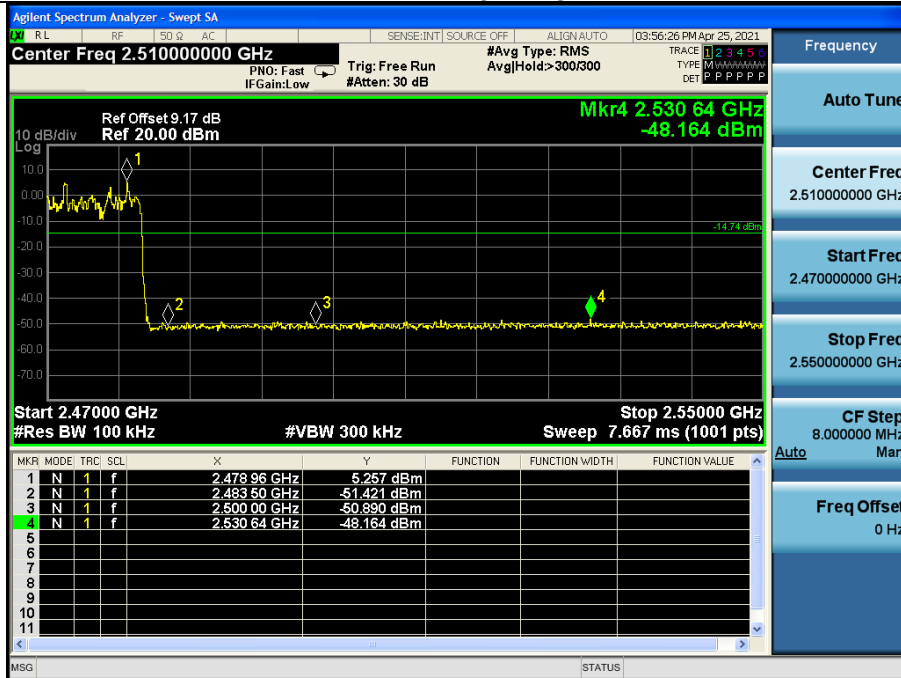 Agilent Spectrum Analyzer - Swept SA
LXI RL RF 50 Ω AC SENSE:INT SOURCE OFF ALIGN AUTO 03:56:26 PM Apr 25, 2021
Center Freq 2.510000000 GHz
PNO: Fast
IFGain:Low
Trig: Free Run
#Atten: 30 dB
#Avg Type: RMS
Avg|Hold:>300/300
TRACE 1 2 3 4 5 6
TYPE MWWWWW
DET P P P P P P
Frequency
Auto Tune
Center Freq
2.510000000 GHz
Start Freq
2.470000000 GHz
Stop Freq
2.550000000 GHz
CF Step
8.000000 MHz
Auto Man
Freq Offset
0 Hz
Mkr4 2.530 64 GHz
-48.164 dBm
Ref Offset 9.17 dB
10 dB/div Ref 20.00 dBm
Log
10.0
0.00
-10.0
-20.0
-30.0
-40.0
-50.0
-60.0
-70.0
1
2
3
4
-14.74 dBm
Start 2.47000 GHz Stop 2.55000 GHz
#Res BW 100 kHz #VBW 300 kHz Sweep 7.667 ms (1001 pts)
MKR MODE TRC SCL X Y FUNCTION FUNCTION WIDTH FUNCTION VALUE
1 N 1 f 2.478 96 GHz 5.257 dBm
2 N 1 f 2.483 50 GHz -51.421 dBm
3 N 1 f 2.500 00 GHz -50.890 dBm
4 N 1 f 2.530 64 GHz -48.164 dBm
5
6
7
8
9
10
11
MSG STATUS